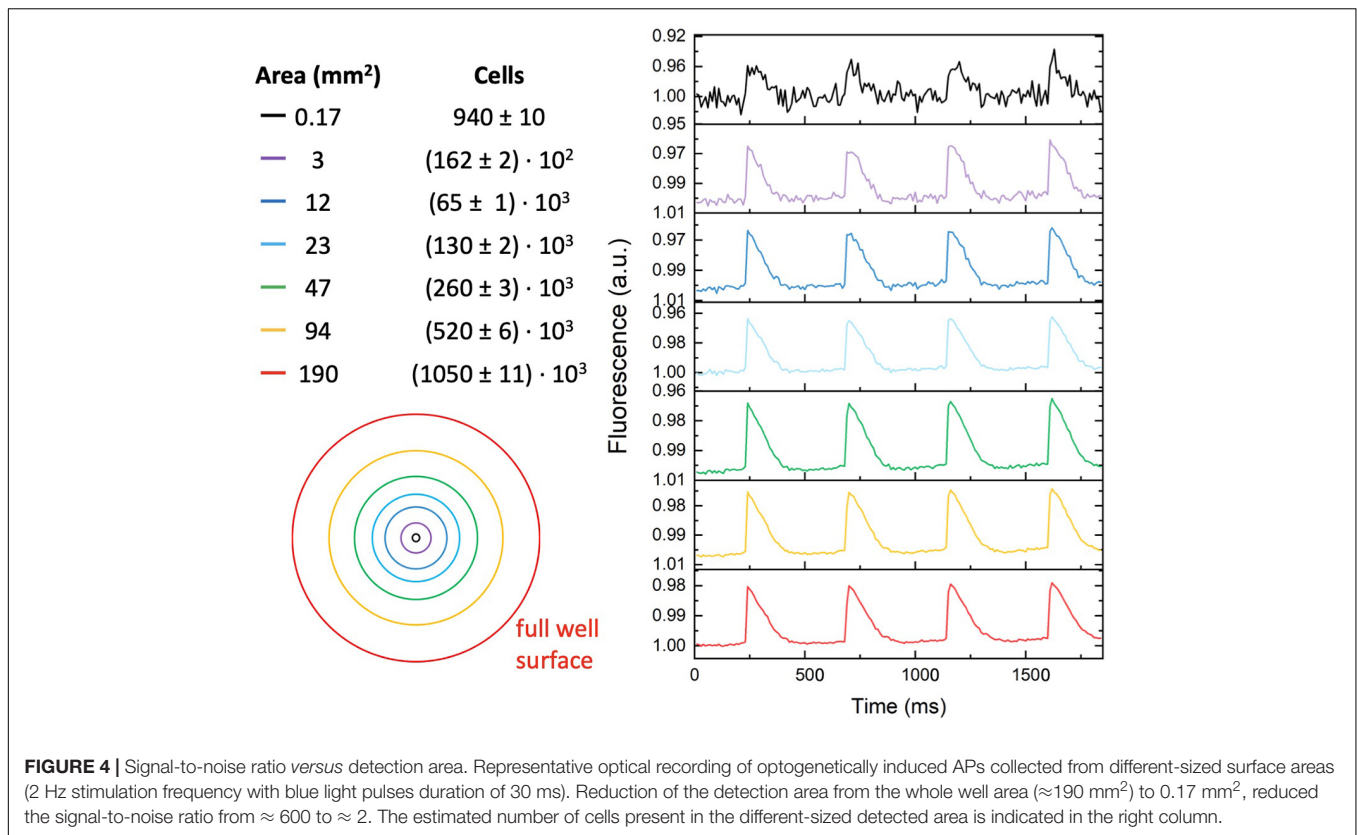 Area (mm²) Cells
0.17 940 ± 10
3 (162 ± 2) · 10²
12 (65 ± 1) · 10³
23 (130 ± 2) · 10³
47 (260 ± 3) · 10³
94 (520 ± 6) · 10³
190 (1050 ± 11) · 10³
full well
surface
Fluorescence (a.u.)
0.92
0.96
1.00
0.95
0.97
0.99
1.01
0.97
0.99
1.01
0.96
0.98
1.00
0.96
0.98
0.99
1.01
0.98
0.99
1.01
0.98
0.99
1.00
0 500 1000 1500
Time (ms)
FIGURE 4 | Signal-to-noise ratio versus detection area. Representative optical recording of optogenetically induced APs collected from different-sized surface areas
(2 Hz stimulation frequency with blue light pulses duration of 30 ms). Reduction of the detection area from the whole well area (≈190 mm²) to 0.17 mm², reduced
the signal-to-noise ratio from ≈ 600 to ≈ 2. The estimated number of cells present in the different-sized detected area is indicated in the right column.